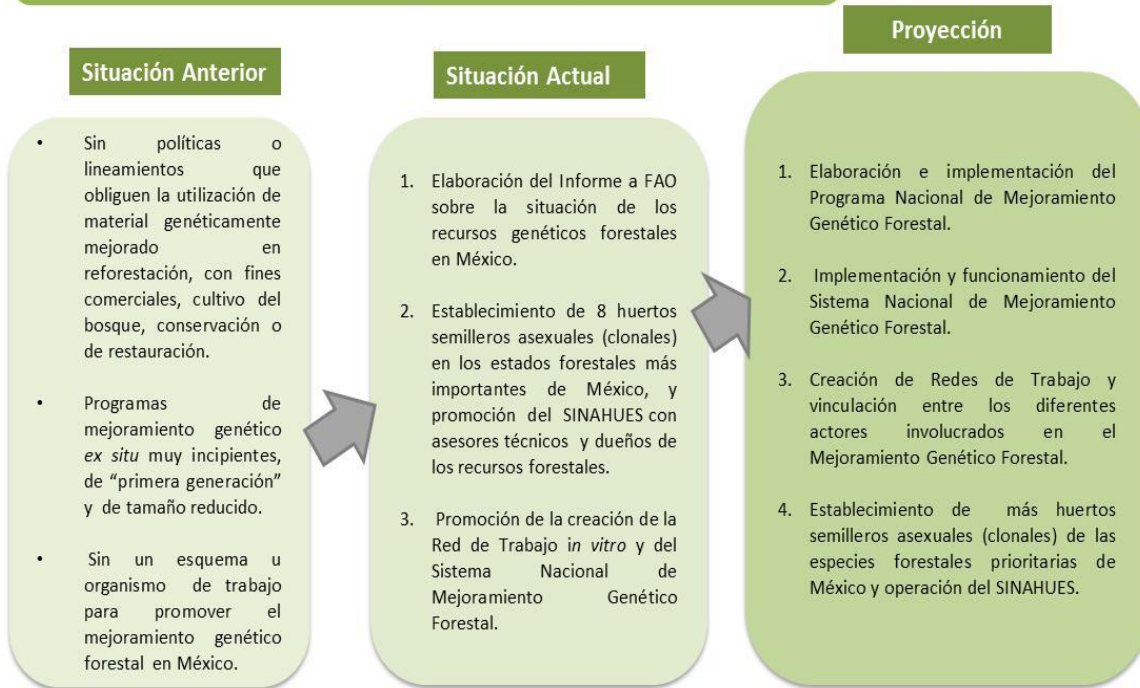 Situación Anterior
• Sin políticas o
lineamientos que
obliguen la utilización de
material genéticamente
mejorado en
reforestación, con fines
comerciales, cultivo del
bosque, conservación o
de restauración.
• Programas de
mejoramiento genético
ex situ muy incipientes,
de “primera generación”
y de tamaño reducido.
• Sin un esquema u
organismo de trabajo
para promover el
mejoramiento genético
forestal en México.
Situación Actual
1. Elaboración del Informe a FAO
sobre la situación de los
recursos genéticos forestales
en México.
2. Establecimiento de 8 huertos
semilleros asexuales (clonales)
en los estados forestales más
importantes de México, y
promoción del SINAHUES con
asesores técnicos y dueños de
los recursos forestales.
3. Promoción de la creación de la
Red de Trabajo in vitro y del
Sistema Nacional de
Mejoramiento Genético
Forestal.
Proyección
1. Elaboración e implementación del
Programa Nacional de Mejoramiento
Genético Forestal.
2. Implementación y funcionamiento del
Sistema Nacional de Mejoramiento
Genético Forestal.
3. Creación de Redes de Trabajo y
vinculación entre los diferentes
actores involucrados en el
Mejoramiento Genético Forestal.
4. Establecimiento de más huertos
semilleros asexuales (clonales) de las
especies forestales prioritarias de
México y operación del SINAHUES.